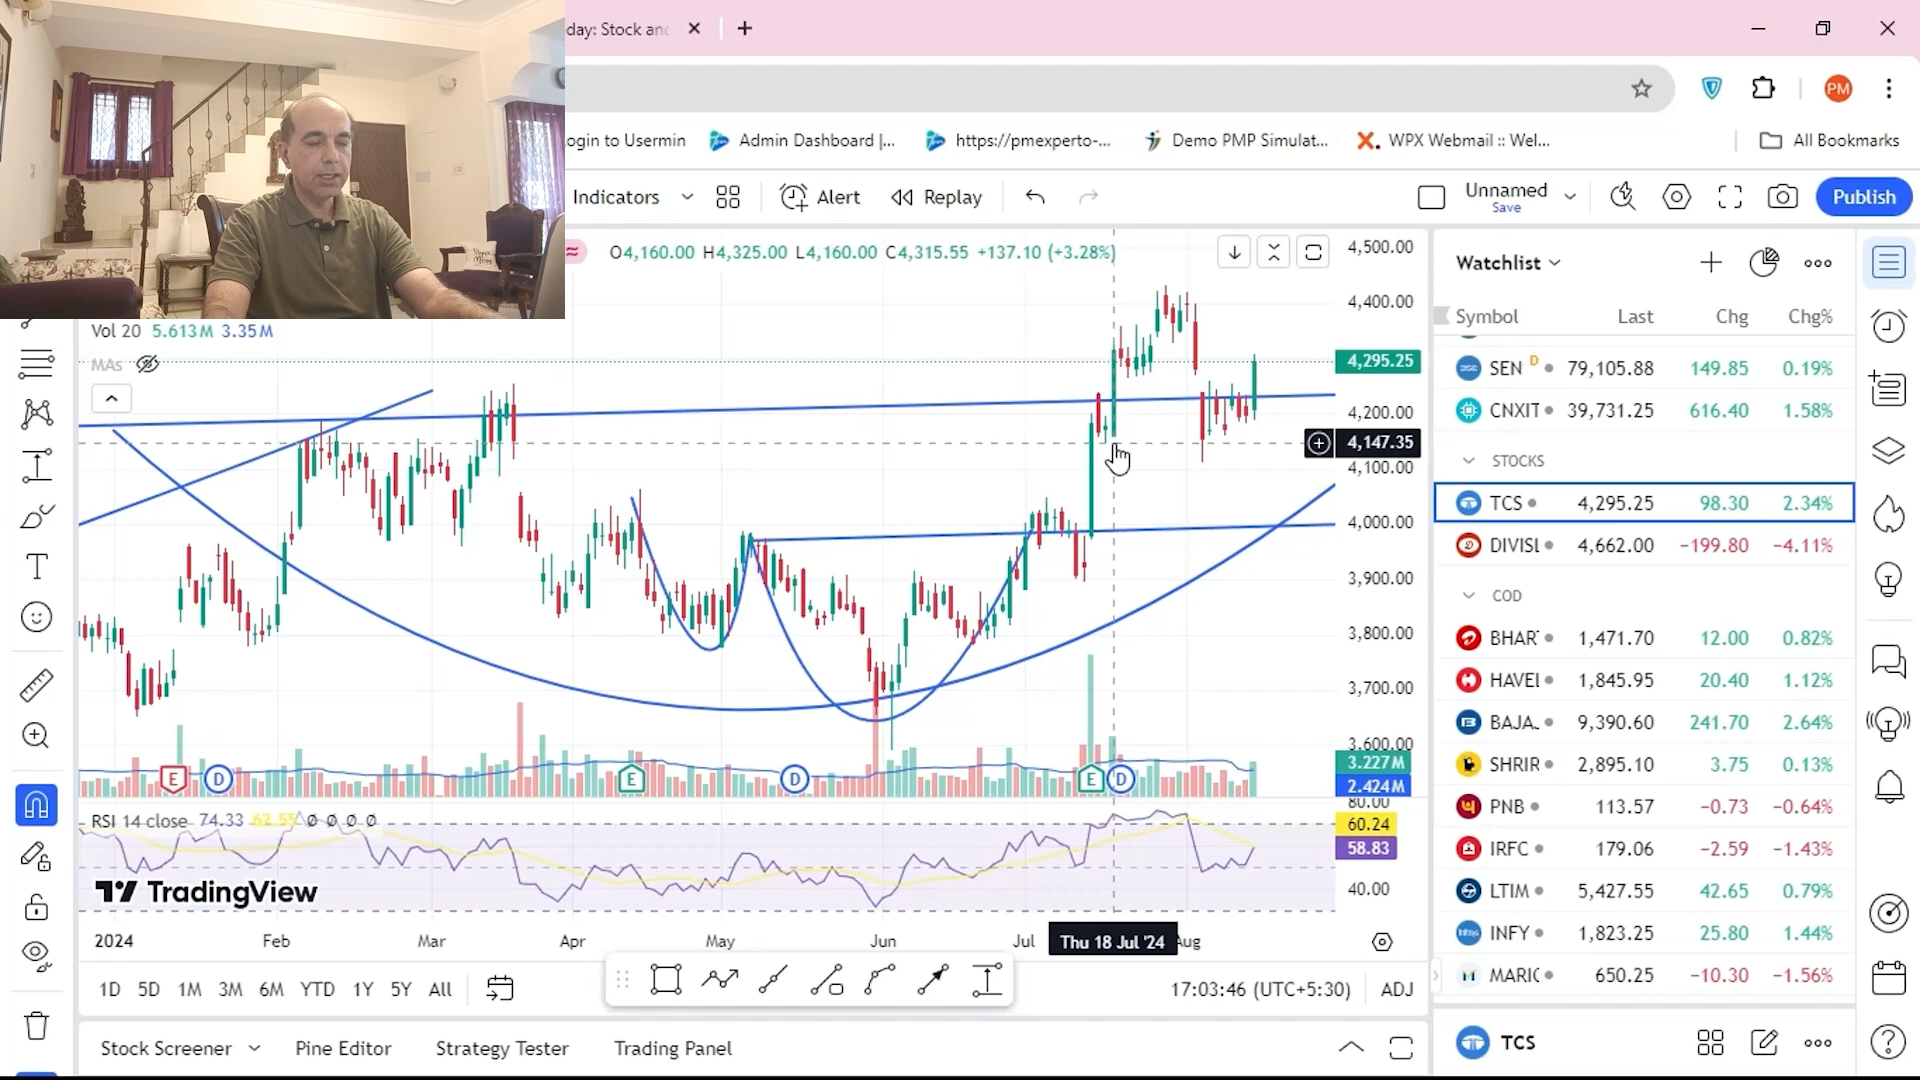 day: Stock and
PM
Login to Usermin
Admin Dashboard |...
https://pmexperto-...
Demo PMP Simulat...
WPX Webmail :: Wel...
All Bookmarks
Indicators
Alert
Replay
Unnamed
Save
Publish
O4,160.00 H4,325.00 L4,160.00 C4,315.55 +137.10 (+3.28%)
Vol 20 5.613M 3.35M
MAs
4,500.00
4,400.00
4,295.25
4,200.00
4,147.35
4,100.00
4,000.00
3,900.00
3,800.00
3,700.00
3,600.00
3.227M
2.424M
E D E D E D
RSI 14 close 74.33 62.55 Ø Ø Ø Ø
80.00
60.24
58.83
40.00
TradingView
2024 Feb Mar Apr May Jun Jul Thu 18 Jul '24 Aug
1D 5D 1M 3M 6M YTD 1Y 5Y All
17:03:46 (UTC+5:30) ADJ
Stock Screener Pine Editor Strategy Tester Trading Panel
Watchlist
Symbol Last Chg Chg%
SEN D 79,105.88 149.85 0.19%
CNXIT 39,731.25 616.40 1.58%
STOCKS
TCS 4,295.25 98.30 2.34%
DIVISL 4,662.00 −199.80 −4.11%
COD
BHAR 1,471.70 12.00 0.82%
HAVEL 1,845.95 20.40 1.12%
BAJA 9,390.60 241.70 2.64%
SHRIR 2,895.10 3.75 0.13%
PNB 113.57 −0.73 −0.64%
IRFC 179.06 −2.59 −1.43%
LTIM 5,427.55 42.65 0.79%
INFY 1,823.25 25.80 1.44%
MARIC 650.25 −10.30 −1.56%
TCS